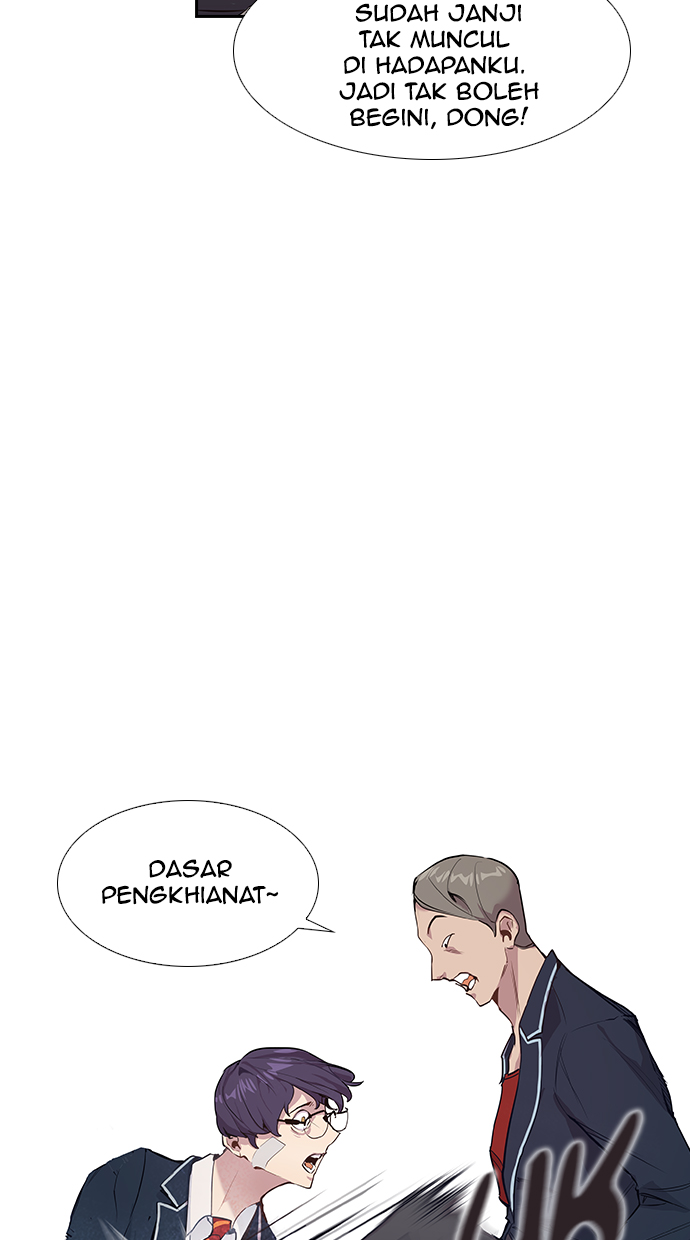 SUDAH JANJI
TAK MUNCUL
DI HADAPANKU.
JADI TAK BOLEH
BEGINI, DONG!
DASAR
PENGKHIANAT~